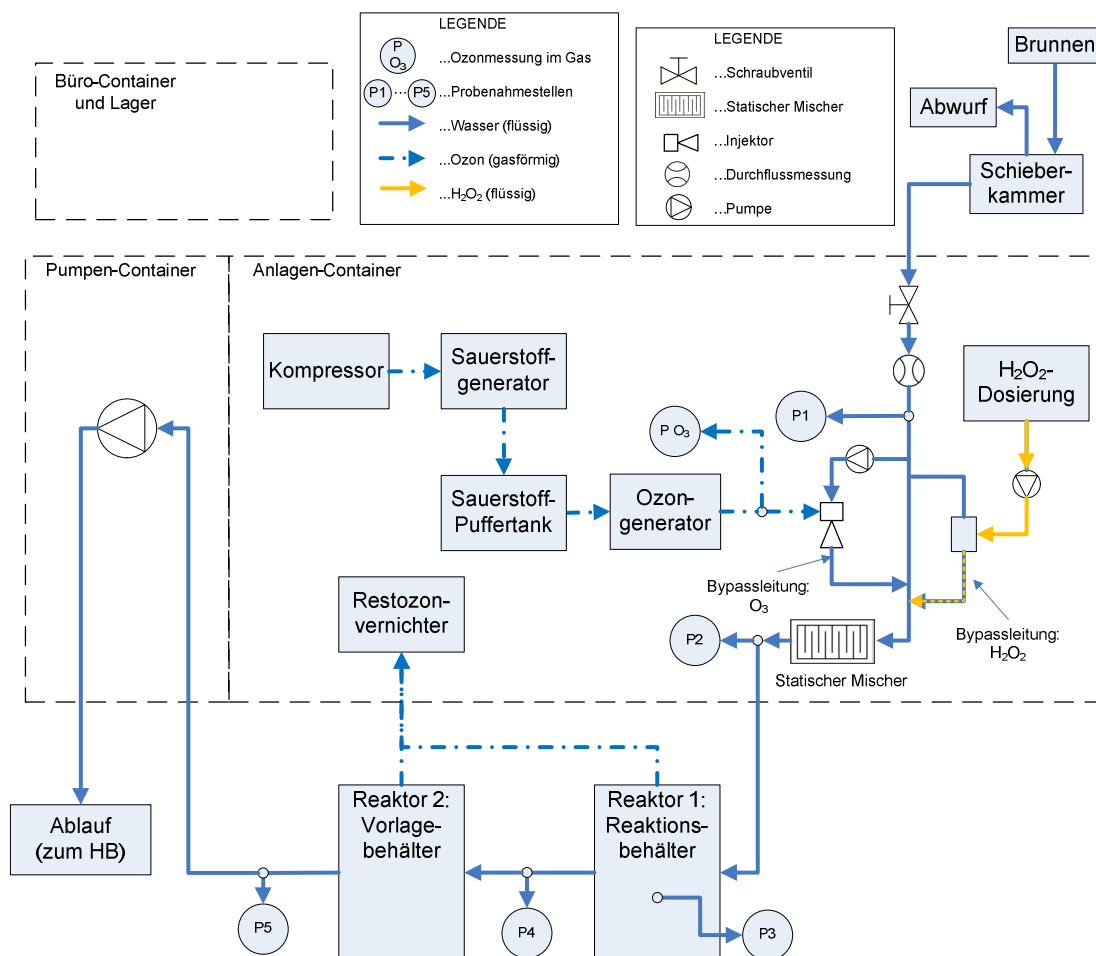 Büro-Container
und Lager
LEGENDE
P
O₃
...Ozonmessung im Gas
P1 ... P5 ...Probenahmestellen
...Wasser (flüssig)
...Ozon (gasförmig)
...H₂O₂ (flüssig)
LEGENDE
...Schraubventil
...Statischer Mischer
...Injektor
...Durchflussmessung
...Pumpe
Brunnen
Abwurf
Schieber-
kammer
Pumpen-Container
Anlagen-Container
Kompressor
Sauerstoff-
generator
H₂O₂-
Dosierung
P1
P O₃
Sauerstoff-
Puffertank
Ozon-
generator
Bypassleitung:
O₃
Bypassleitung:
H₂O₂
Restozon-
vernichter
P2
Statischer Mischer
Ablauf
(zum HB)
Reaktor 2:
Vorlage-
behälter
Reaktor 1:
Reaktions-
behälter
P5
P4
P3